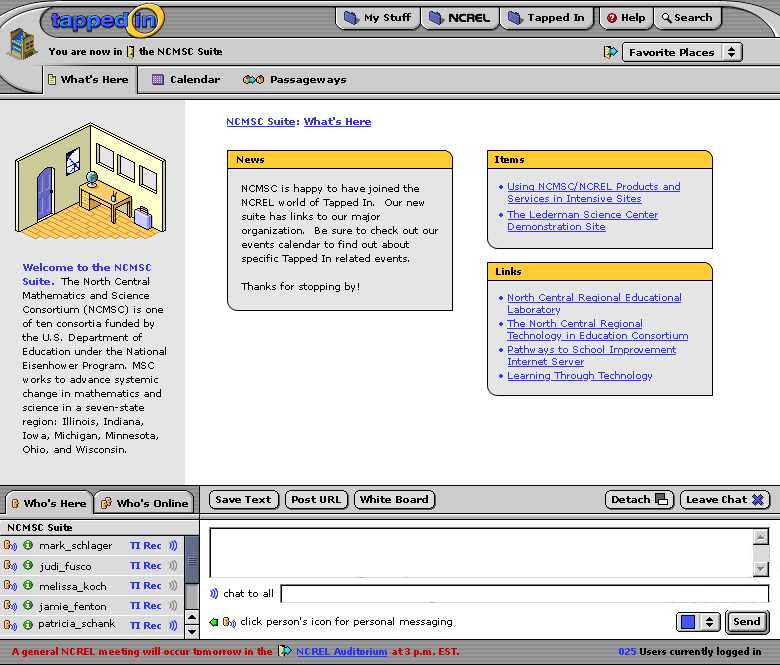 tapped in
My Stuff
NCREL
Tapped In
Help
Search
You are now in the NCMSC Suite
Favorite Places
What's Here
Calendar
Passageways
NCMSC Suite: What's Here
Welcome to the NCMSC
Suite. The North Central
Mathematics and Science
Consortium (NCMSC) is one
of ten consortia funded by
the U.S. Department of
Education under the National
Eisenhower Program. MSC
works to advance systemic
change in mathematics and
science in a seven-state
region: Illinois, Indiana,
Iowa, Michigan, Minnesota,
Ohio, and Wisconsin.
News
NCMSC is happy to have joined the
NCREL world of Tapped In. Our new
suite has links to our major
organization. Be sure to check out our
events calendar to find out about
specific Tapped In related events.
Thanks for stopping by!
Items
• Using NCMSC/NCREL Products and
Services in Intensive Sites
• The Lederman Science Center
Demonstration Site
Links
• North Central Regional Educational
Laboratory
• The North Central Regional
Technology in Education Consortium
• Pathways to School Improvement
Internet Server
• Learning Through Technology
Who's Here
Who's Online
NCMSC Suite
mark_schlager TI Rec
judi_fusco TI Rec
melissa_koch TI Rec
jamie_fenton TI Rec
patricia_schank TI Rec
Save Text
Post URL
White Board
Detach
Leave Chat
chat to all
click person's icon for personal messaging
Send
A general NCREL meeting will occur tomorrow in the NCREL Auditorium at 3 p.m. EST.
025 Users currently logged in